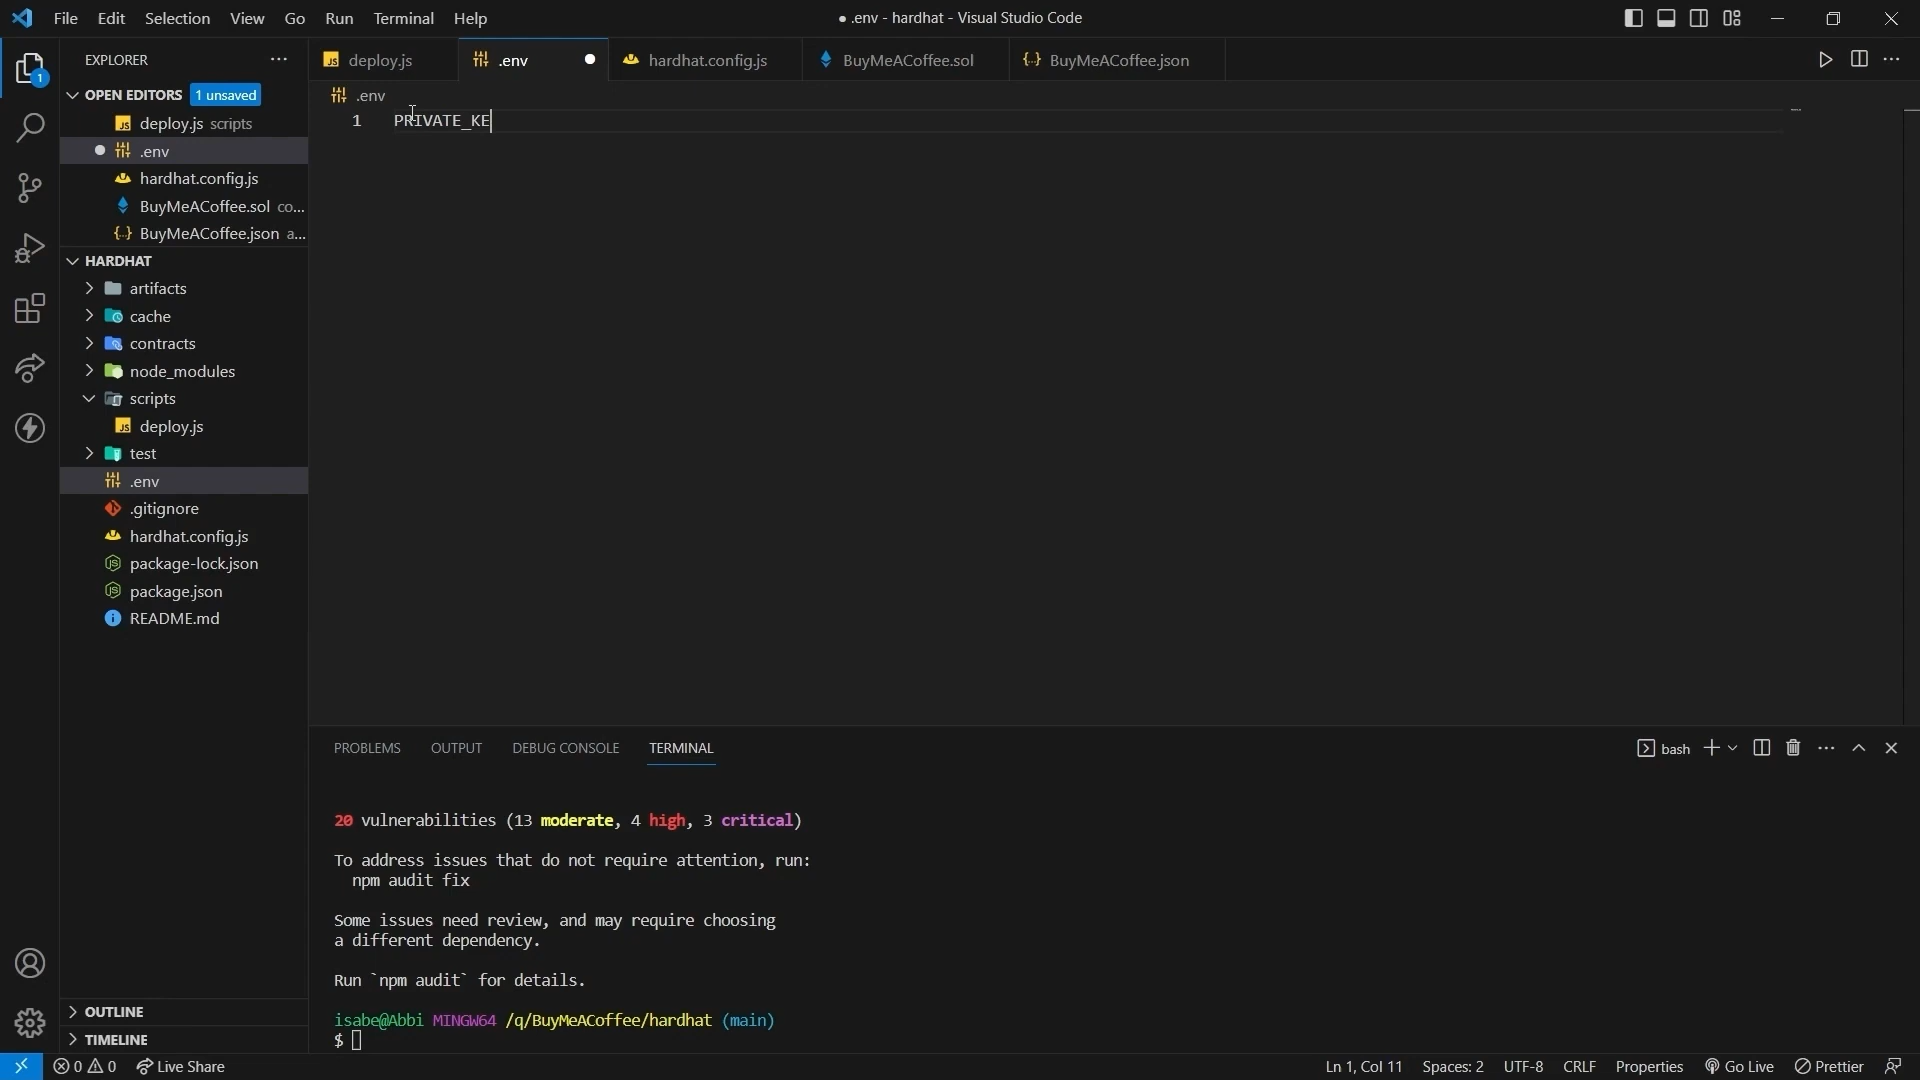 File Edit Selection View Go Run Terminal Help
● .env - hardhat - Visual Studio Code
EXPLORER
deploy.js
.env
hardhat.config.js
BuyMeACoffee.sol
BuyMeACoffee.json
1
OPEN EDITORS 1 unsaved
deploy.js scripts
.env
hardhat.config.js
BuyMeACoffee.sol co...
BuyMeACoffee.json a...
HARDHAT
artifacts
cache
contracts
node_modules
scripts
deploy.js
test
.env
.gitignore
hardhat.config.js
package-lock.json
package.json
README.md
OUTLINE
TIMELINE
.env
1 PRIVATE_KE
PROBLEMS OUTPUT DEBUG CONSOLE TERMINAL
bash
20 vulnerabilities (13 moderate, 4 high, 3 critical)
To address issues that do not require attention, run:
npm audit fix
Some issues need review, and may require choosing
a different dependency.
Run `npm audit` for details.
isabe@Abbi MINGW64 /q/BuyMeACoffee/hardhat (main)
$
0 0 Live Share
Ln 1, Col 11 Spaces: 2 UTF-8 CRLF Properties Go Live Prettier